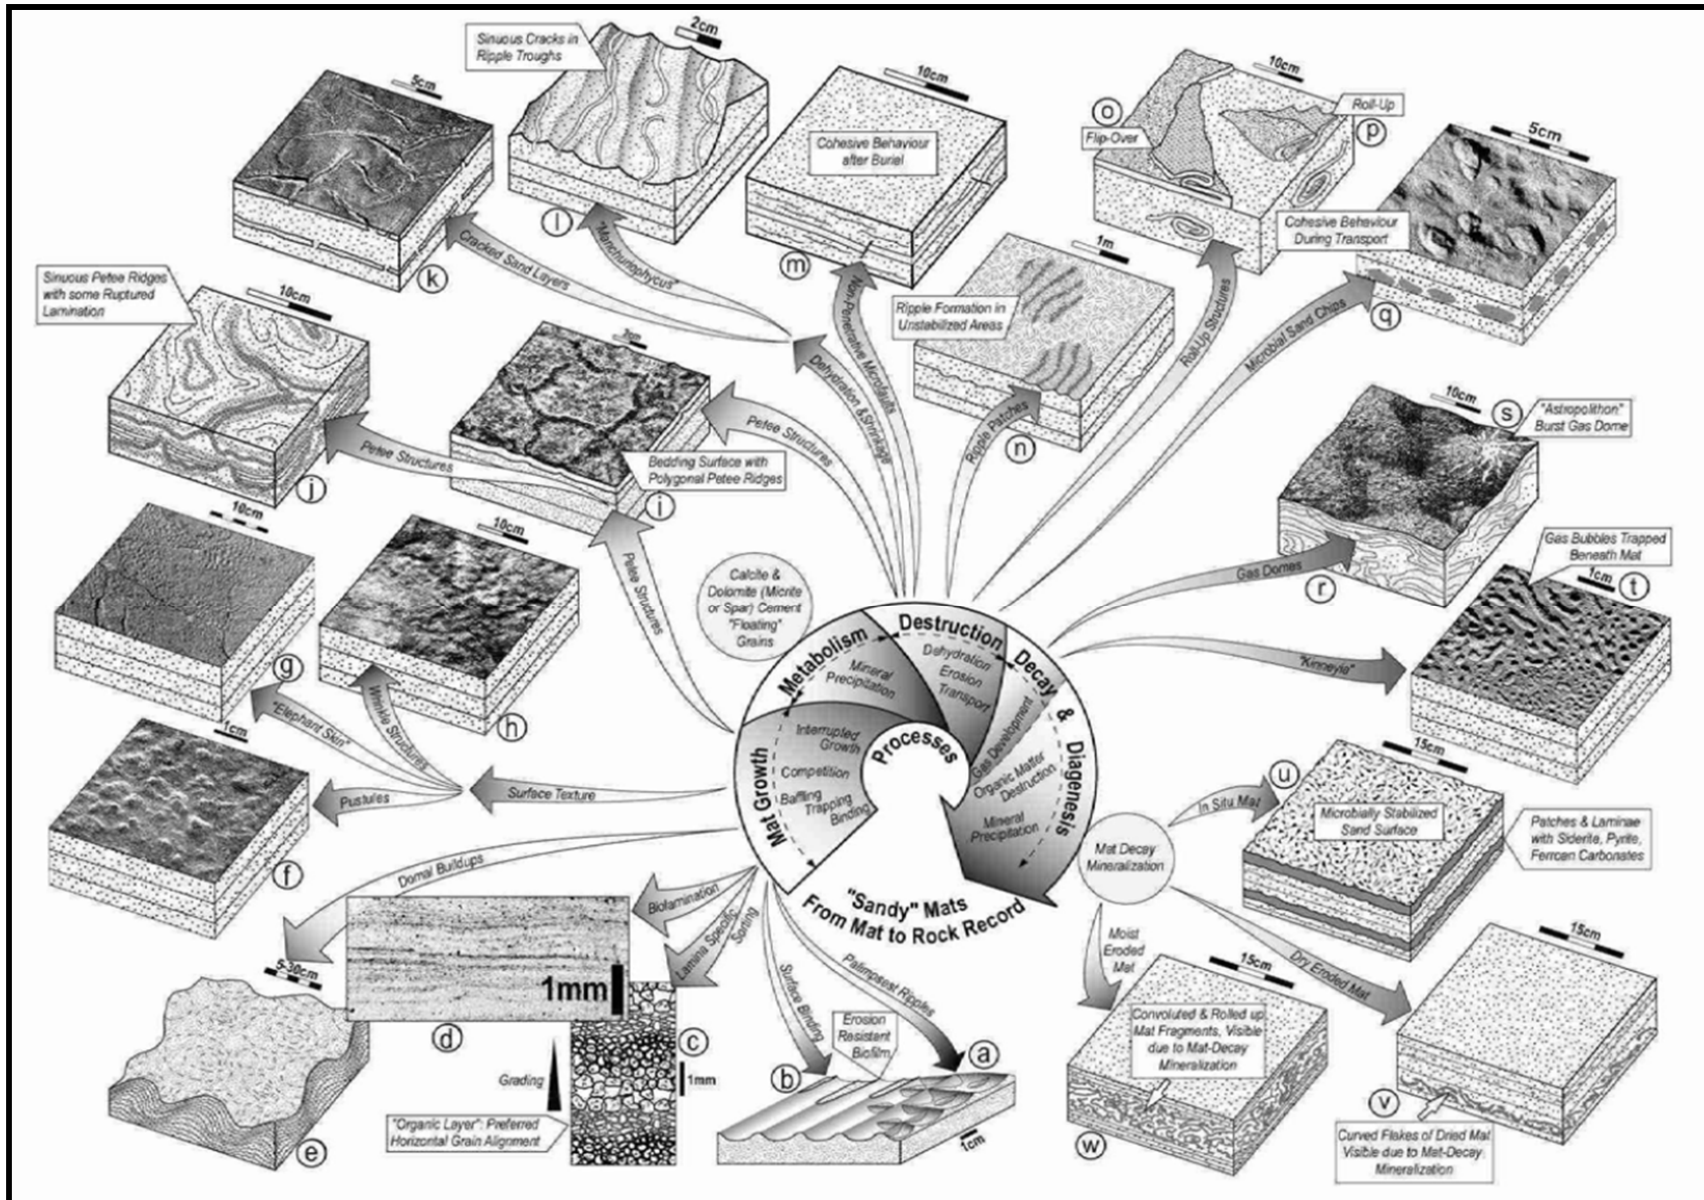 Sinuous Cracks in
Ripple Troughs
2cm
5cm
10cm
Cohesive Behaviour
after Buriel
10cm
o
Flip-Over
Roll-Up
p
5cm
Cohesive Behaviour
During Transport
k
Cracked Sand Layers
l
"Manchuriophycus"
m
Non-Penetrative Microfaults
Dehydration & Shrinkage
1m
Ripple Formation in
Unstabilized Areas
Ripple Patches
n
Roll-Up Structures
Microbial Sand Chips
q
Sinuous Petee Ridges
with some Ruptured
Lamination
10cm
j
Petee Structures
Petee Structures
Bedding Surface with
Polygonal Petee Ridges
i
Petee Structures
10cm
s
"Astropolithon"
Burst Gas Dome
Gas Domes
r
Gas Bubbles Trapped
Beneath Mat
1cm
t
"Kinneyia"
10cm
10cm
g
h
"Elephant Skin"
Wrinkle Structures
1cm
Pustules
Surface Texture
f
Calcite &
Dolomite (Micrite
or Spar) Cement
"Floating"
Grains
Metabolism
Mineral
Precipitation
Destruction
Dehydration
Erosion
Transport
Decay & Diagenesis
Gas Development
Organic Matter
Destruction
Mineral
Precipitation
Mat Growth
Interrupted
Growth
Competition
Baffling
Trapping
Binding
Processes
"Sandy" Mats
From Mat to Rock Record
Mat Decay
Mineralization
15cm
u
In Situ Mat
Microbially Stabilized
Sand Surface
Patches & Laminae
with Siderite, Pyrite,
Ferroan Carbonates
Moist
Eroded
Mat
Dry Eroded Mat
15cm
v
Curved Flakes of Dried Mat
Visible due to Mat-Decay
Mineralization
15cm
Convoluted & Rolled up
Mat Fragments, Visible
due to Mat-Decay
Mineralization
w
Domal Buildups
5-30cm
e
Biolamination
1mm
d
Lamina Specific
Sorting
c
1mm
Grading
"Organic Layer": Preferred
Horizontal Grain Alignment
Surface Binding
Palimpsest Ripples
Erosion
Resistant
Biofilm
b
a
1cm